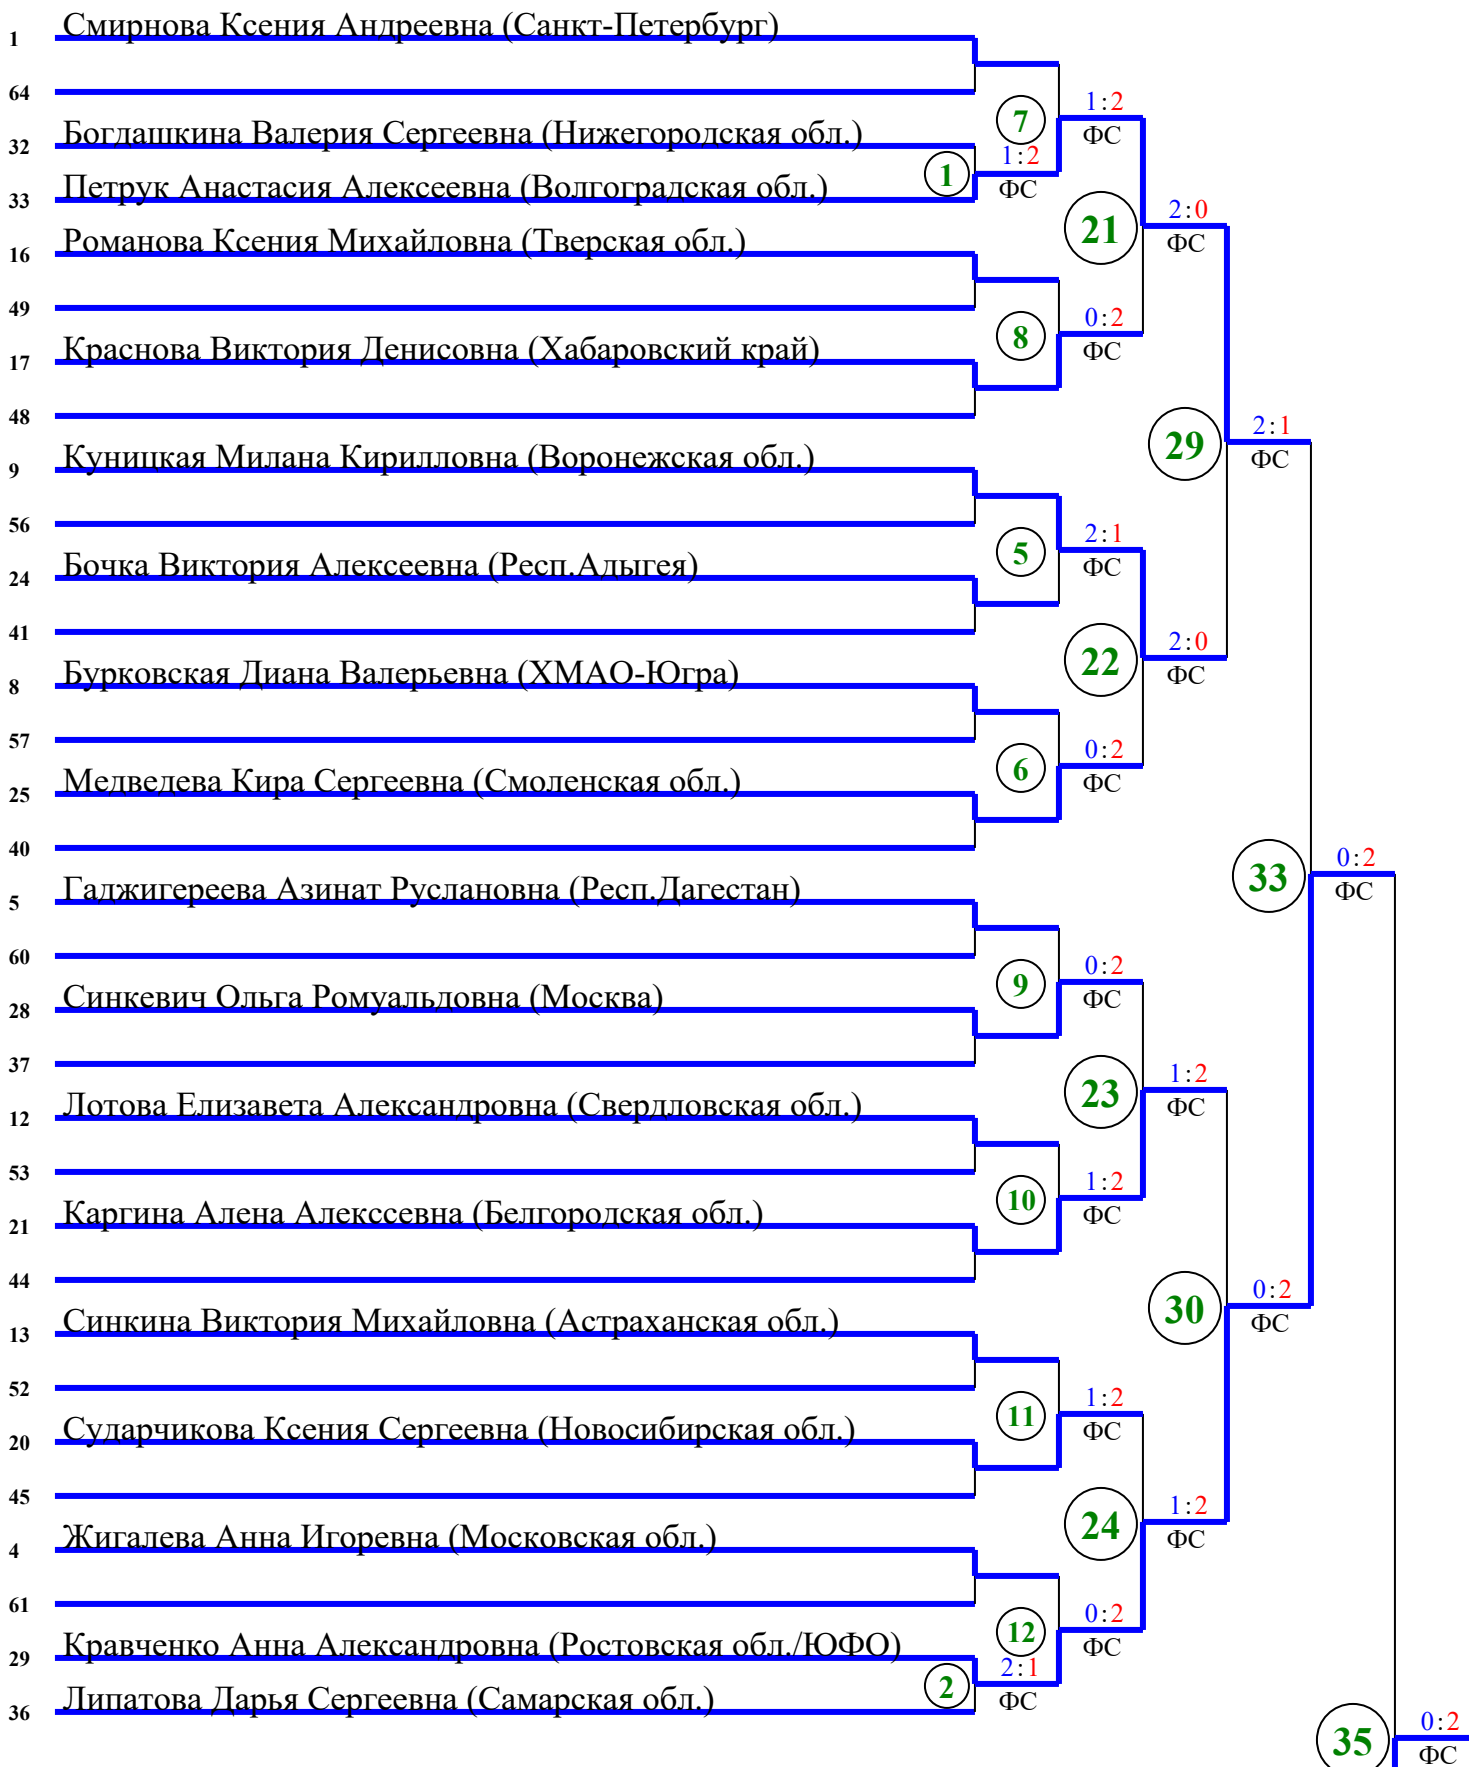 Смирнова Ксения Андреевна (Санкт-Петербург)
1
64
7
1:2
ФС
Богдашкина Валерия Сергеевна (Нижегородская обл.)
32
1
1:2
ФС
Петрук Анастасия Алексеевна (Волгоградская обл.)
33
21
2:0
ФС
Романова Ксения Михайловна (Тверская обл.)
16
49
8
0:2
ФС
Краснова Виктория Денисовна (Хабаровский край)
17
48
29
2:1
ФС
Куницкая Милана Кирилловна (Воронежская обл.)
9
56
5
2:1
ФС
Бочка Виктория Алексеевна (Респ.Адыгея)
24
41
22
2:0
ФС
Бурковская Диана Валерьевна (ХМАО-Югра)
8
57
6
0:2
ФС
Медведева Кира Сергеевна (Смоленская обл.)
25
40
33
0:2
ФС
Гаджигереева Азинат Руслановна (Респ.Дагестан)
5
60
9
0:2
ФС
Синкевич Ольга Ромуальдовна (Москва)
28
37
23
1:2
ФС
Лотова Елизавета Александровна (Свердловская обл.)
12
53
10
1:2
ФС
Каргина Алена Алекссевна (Белгородская обл.)
21
44
30
0:2
ФС
Синкина Виктория Михайловна (Астраханская обл.)
13
52
11
1:2
ФС
Сударчикова Ксения Сергеевна (Новосибирская обл.)
20
45
24
1:2
ФС
Жигалева Анна Игоревна (Московская обл.)
4
61
12
0:2
ФС
Кравченко Анна Александровна (Ростовская обл./ЮФО)
29
2
2:1
ФС
Липатова Дарья Сергеевна (Самарская обл.)
36
35
0:2
ФС